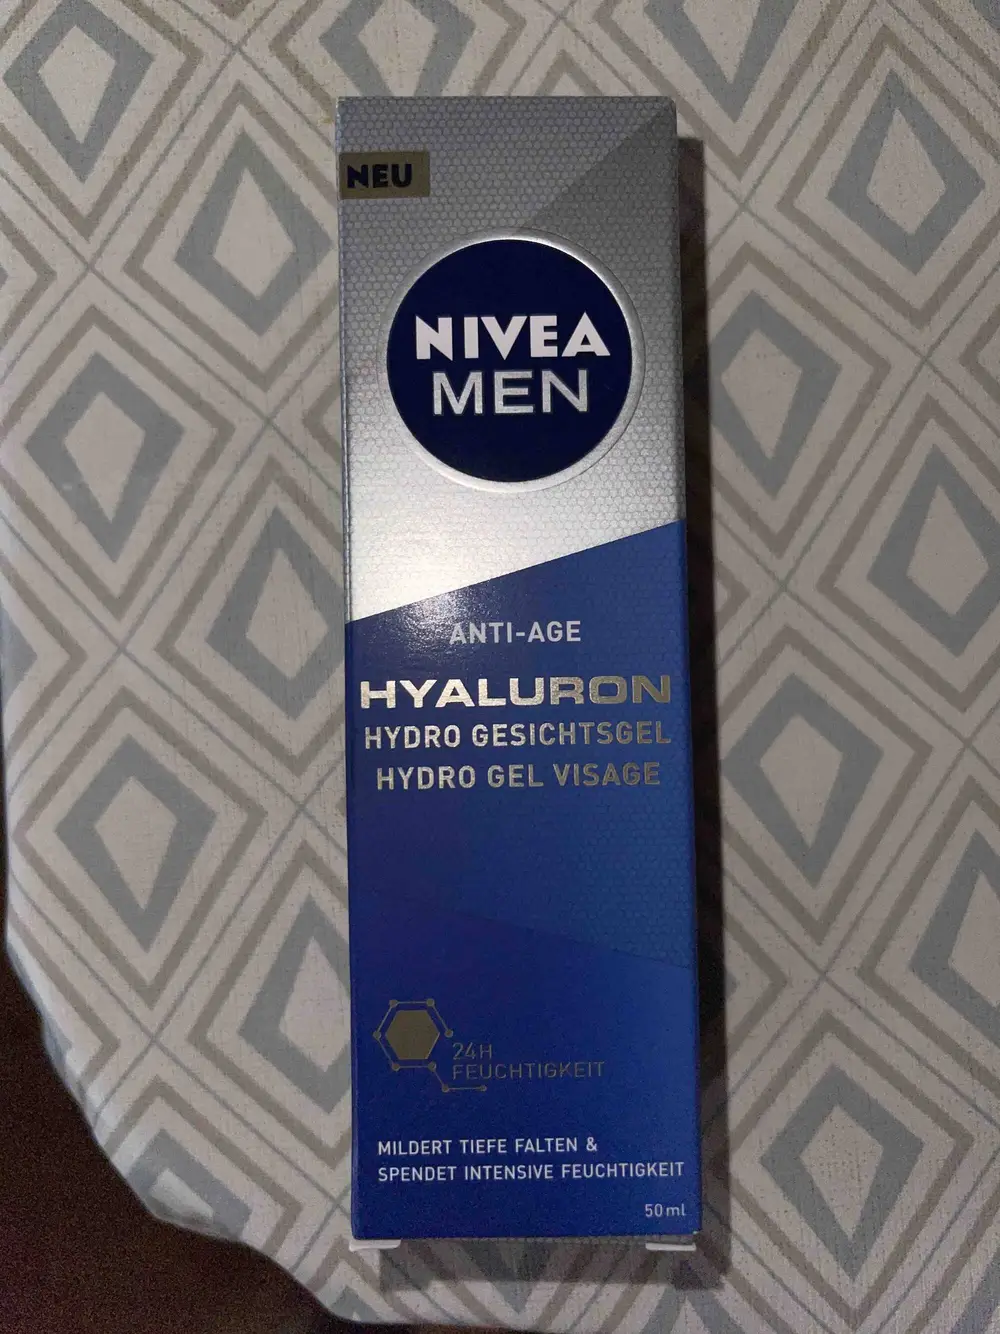 NEU
NIVEA
MEN
ANTI-AGE
HYALURON
HYDRO GESICHTSGEL
HYDRO GEL VISAGE
24H
FEUCHTIGKEIT
MILDERT TIEFE FALTEN &
SPENDET INTENSIVE FEUCHTIGKEIT
50 ml